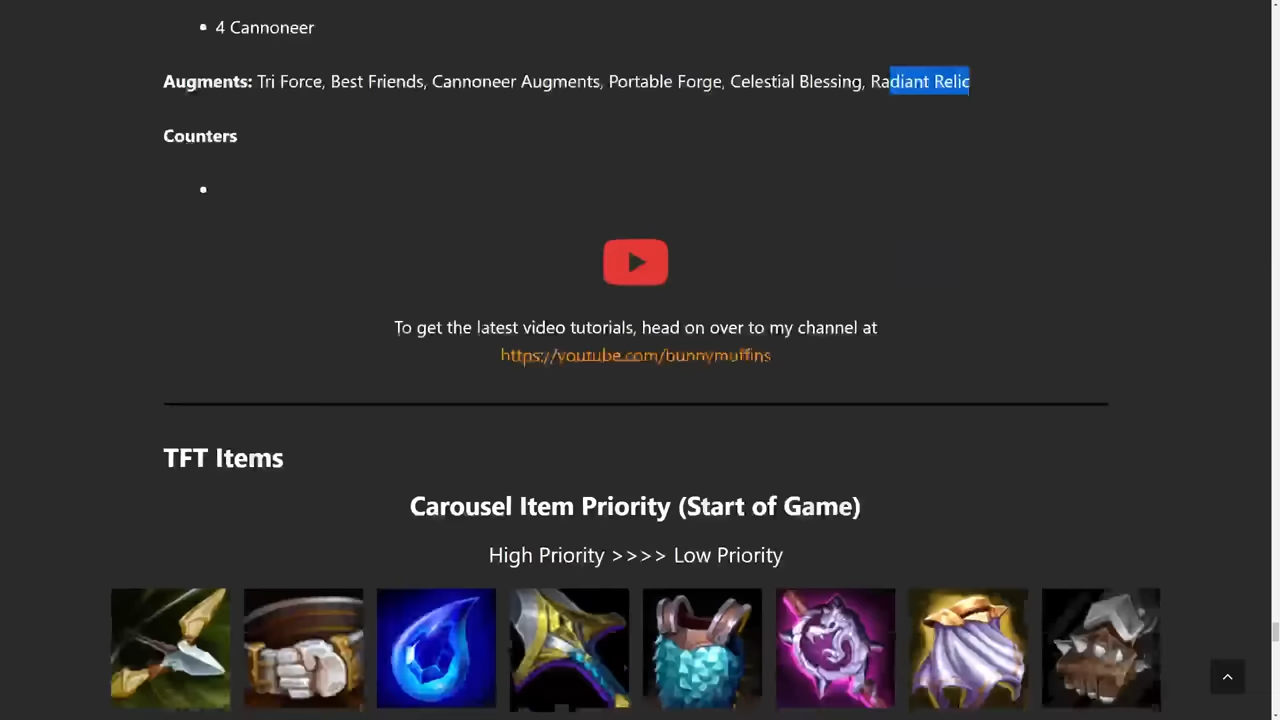 4 Cannoneer
Augments: Tri Force, Best Friends, Cannoneer Augments, Portable Forge, Celestial Blessing, Radiant Relic
Counters
To get the latest video tutorials, head on over to my channel at
https://youtube.com/bunnymuffins
TFT Items
Carousel Item Priority (Start of Game)
High Priority >>>> Low Priority